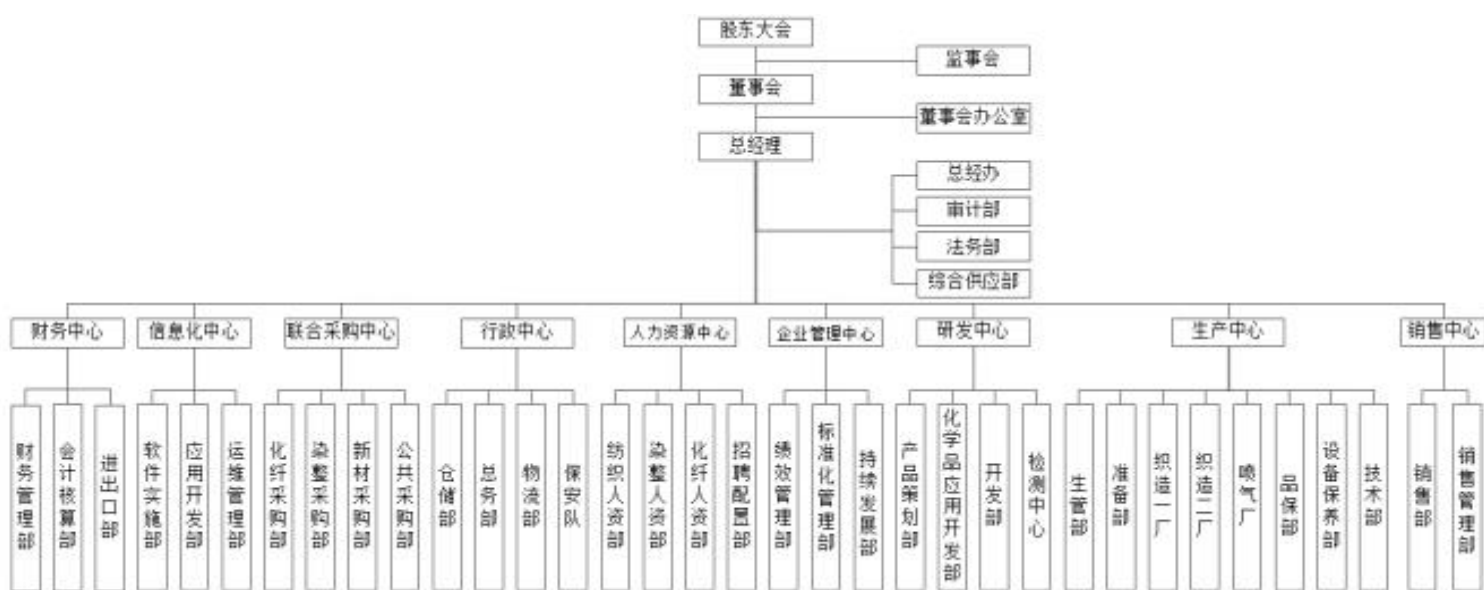 股东大会
监事会
董事会
董事会办公室
总经理
总经办
审计部
法务部
综合供应部
财务中心
信息化中心
联合采购中心
行政中心
人力资源中心
企业管理中心
研发中心
生产中心
销售中心
财务管理部
会计核算部
进出口部
软件实施部
应用开发部
运维管理部
化纤采购部
染整采购部
新材采购部
公共采购部
仓储部
总务部
物流部
保安队
纺织人资部
染整人资部
化纤人资部
招聘配置部
绩效管理部
标准化管理部
持续发展部
产品策划部
化学品应用开发部
开发部
检测中心
生管部
准备部
织造一厂
织造二厂
喷气厂
品保部
设备保养部
技术部
销售部
销售管理部